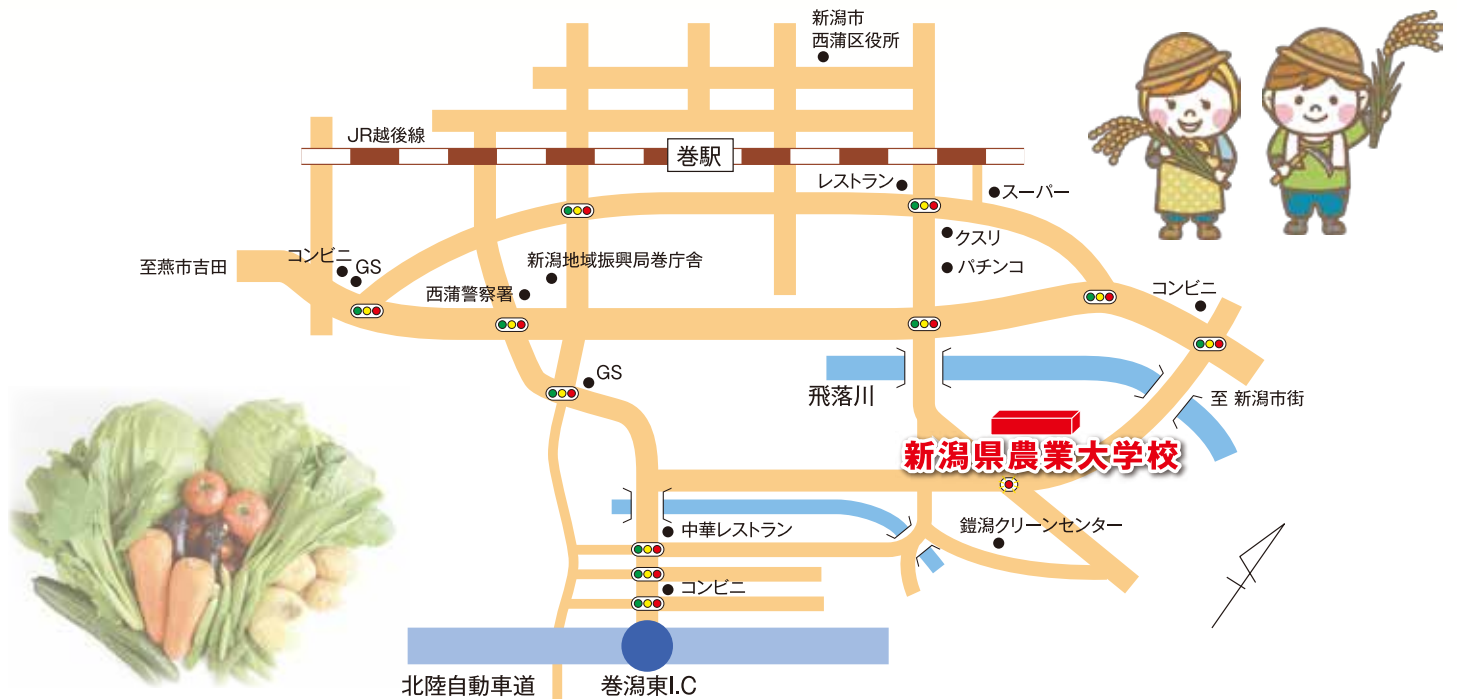 新潟市
西蒲区役所
JR越後線
巻駅
レストラン
スーパー
クスリ
パチンコ
至燕市吉田
コンビニ
GS
新潟地域振興局巻庁舎
西蒲警察署
コンビニ
GS
飛落川
至 新潟市街
新潟県農業大学校
中華レストラン
鎧潟クリーンセンター
コンビニ
北陸自動車道
巻潟東I.C